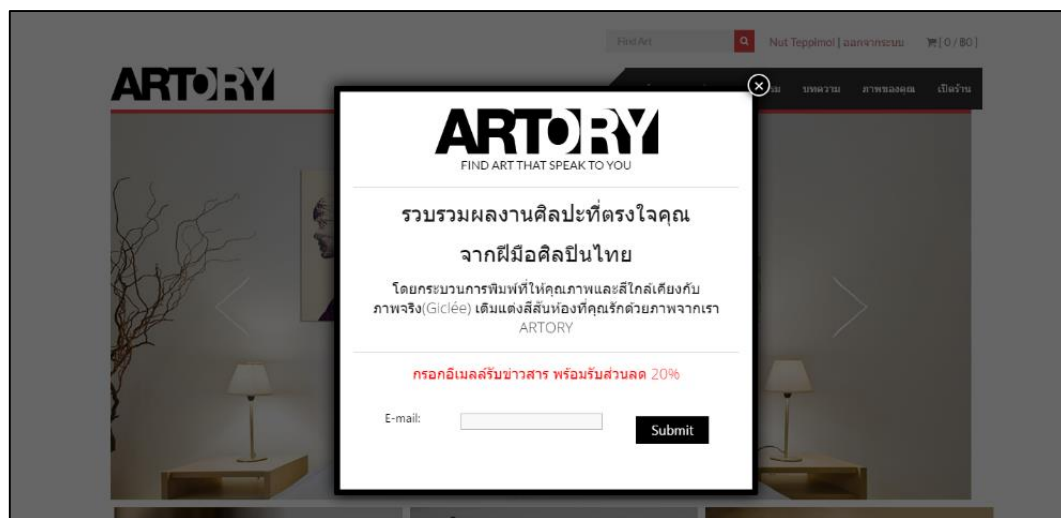 Find Art
Nut Teppimol | ออกจากระบบ
[ 0 / ฿0 ]
ARTORY
บทความ ภาพของคุณ เปิดร้าน
ARTORY
FIND ART THAT SPEAK TO YOU
รวบรวมผลงานศิลปะที่ตรงใจคุณ
จากฝีมือศิลปินไทย
โดยกระบวนการพิมพ์ที่ให้คุณภาพและสีใกล้เคียงกับ
ภาพจริง(Giclée) เติมแต่งสีสันห้องที่คุณรักด้วยภาพจากเรา
ARTORY
กรอกอีเมลล์รับข่าวสาร พร้อมรับส่วนลด 20%
E-mail:
Submit